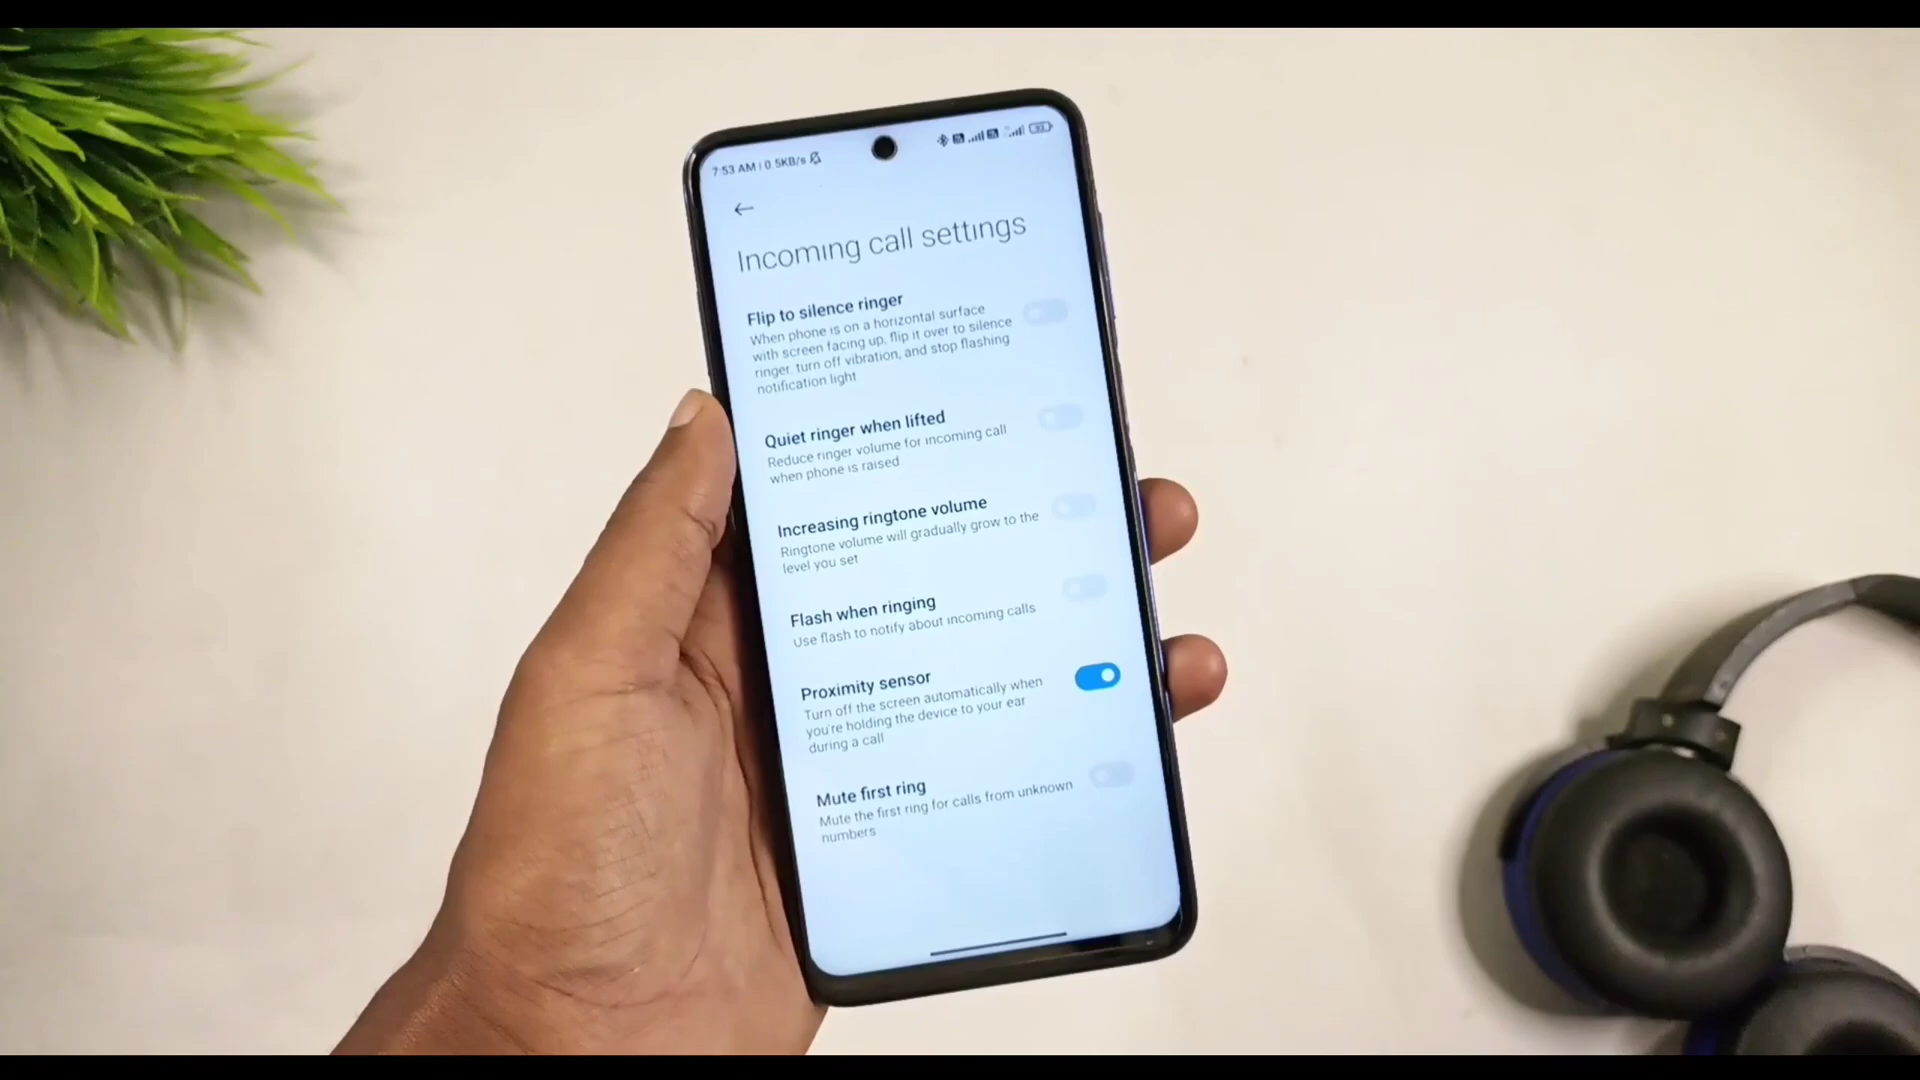 7:53 AM | 0.5KB/s
Incoming call settings
Flip to silence ringer
When phone is on a horizontal surface
with screen facing up, flip it over to silence
ringer, turn off vibration, and stop flashing
notification light
Quiet ringer when lifted
Reduce ringer volume for incoming call
when phone is raised
Increasing ringtone volume
Ringtone volume will gradually grow to the
level you set
Flash when ringing
Use flash to notify about incoming calls
Proximity sensor
Turn off the screen automatically when
you're holding the device to your ear
during a call
Mute first ring
Mute the first ring for calls from unknown
numbers